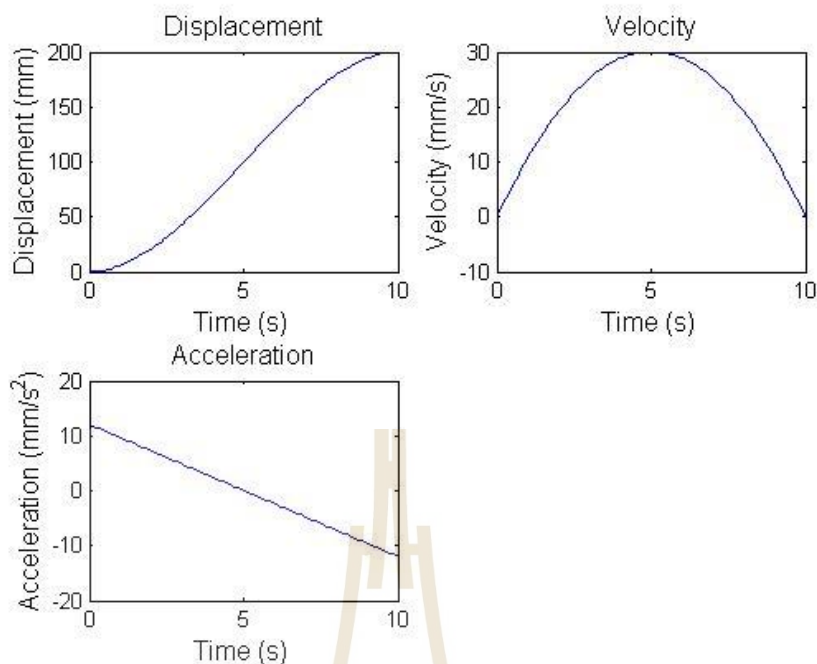 Displacement
Displacement (mm)
200
150
100
50
0
0 5 10
Time (s)
Velocity
Velocity (mm/s)
30
20
10
0
-10
0 5 10
Time (s)
Acceleration
Acceleration (mm/s²)
20
10
0
-10
-20
0 5 10
Time (s)